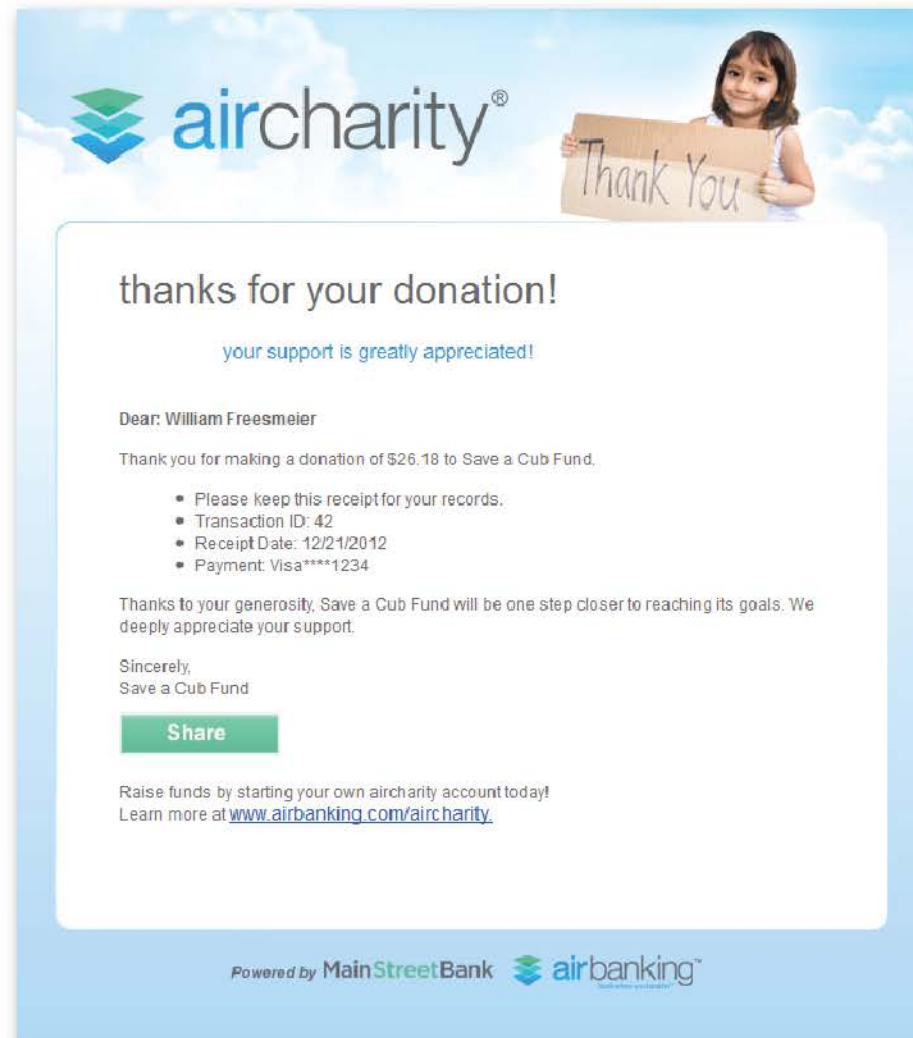 aircharity®
Thank You
thanks for your donation!
your support is greatly appreciated!
Dear: William Freesmeier
Thank you for making a donation of $26.18 to Save a Cub Fund.
• Please keep this receipt for your records.
• Transaction ID: 42
• Receipt Date: 12/21/2012
• Payment: Visa****1234
Thanks to your generosity, Save a Cub Fund will be one step closer to reaching its goals. We
deeply appreciate your support.
Sincerely,
Save a Cub Fund
Share
Raise funds by starting your own aircharity account today!
Learn more at www.airbanking.com/aircharity.
Powered by MainStreetBank airbanking™